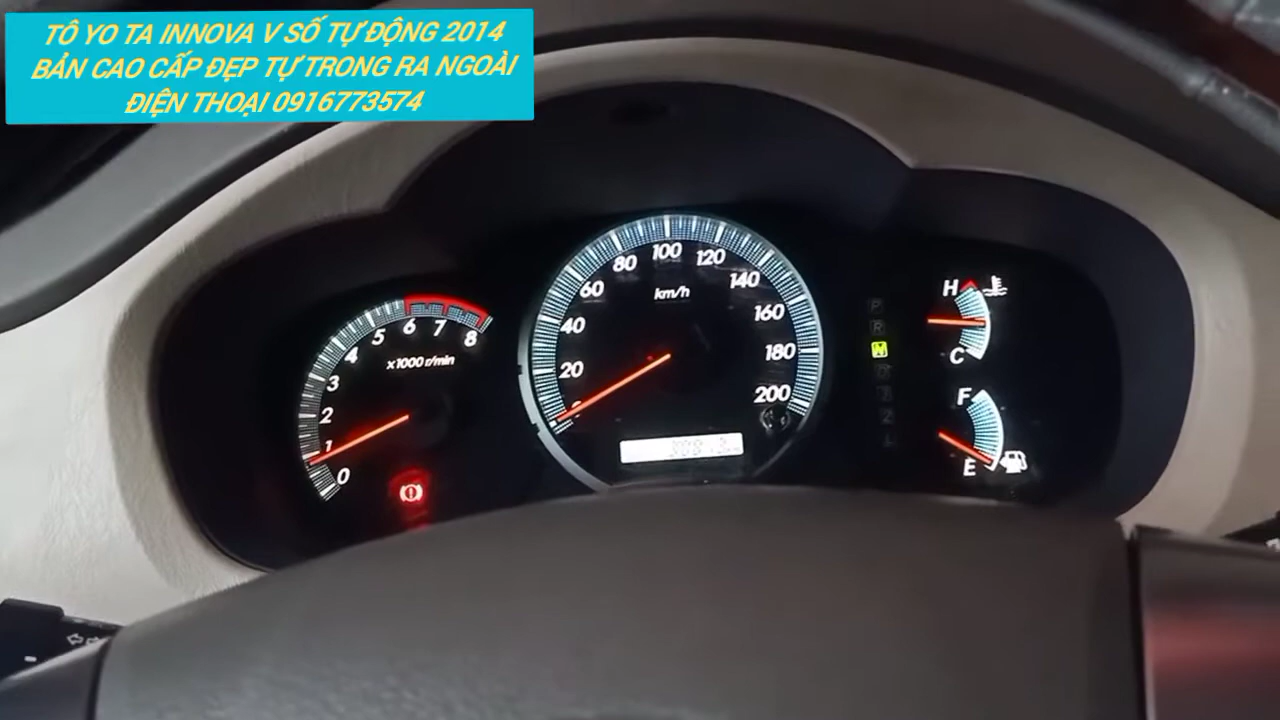 TÔ YO TA INNOVA V SỐ TỰ ĐỘNG 2014
BẢN CAO CẤP ĐẸP TỰ TRONG RA NGOÀI
ĐIỆN THOẠI 0916773574
0 1 2 3 4 5 6 7 8
x1000 r/min
0 20 40 60 80 100 120 140 160 180 200
km/h
P
R
N
2
L
H
C
F
E